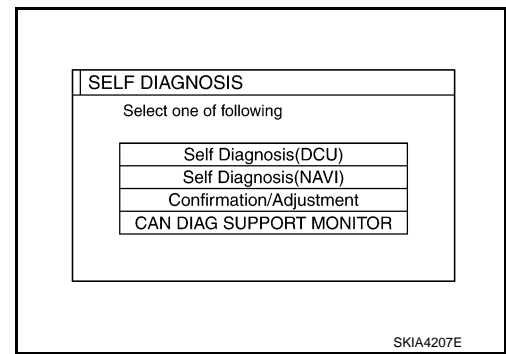 SELF DIAGNOSIS
Select one of following
Self Diagnosis(DCU)
Self Diagnosis(NAVI)
Confirmation/Adjustment
CAN DIAG SUPPORT MONITOR
SKIA4207E